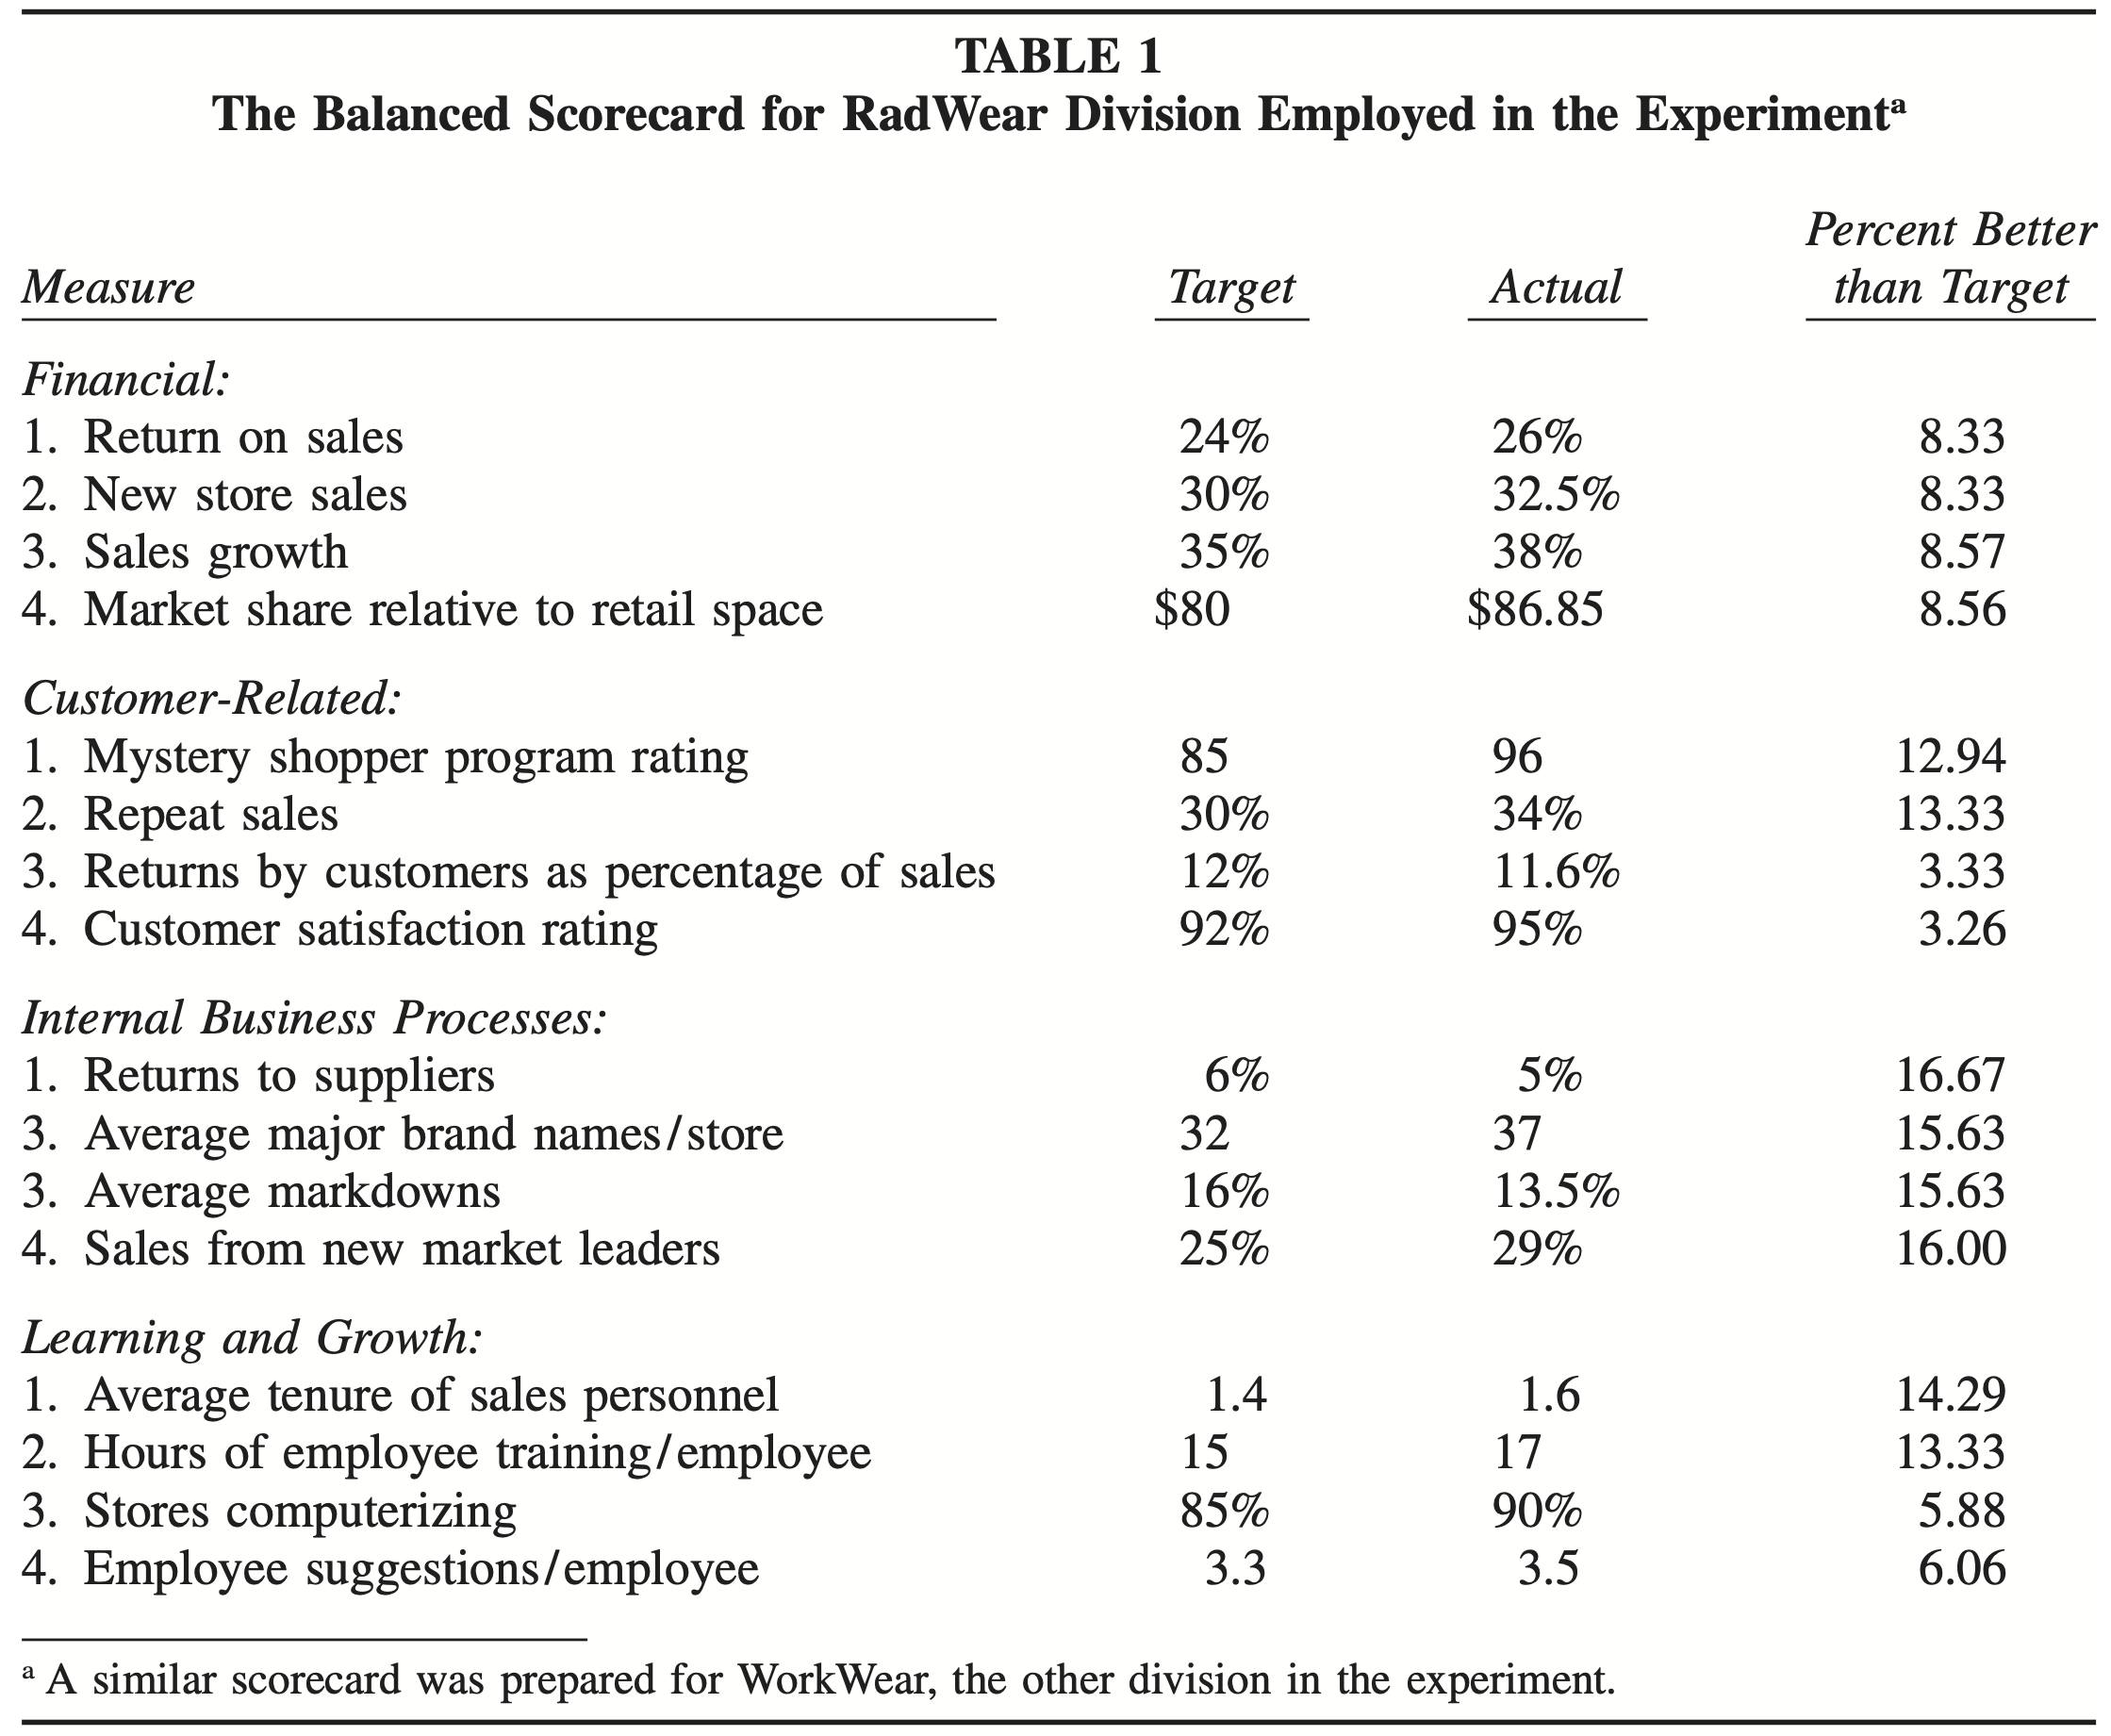 TABLE 1
The Balanced Scorecard for RadWear Division Employed in the Experimentᵃ
Percent Better
Measure Target Actual than Target
Financial:
1. Return on sales 24% 26% 8.33
2. New store sales 30% 32.5% 8.33
3. Sales growth 35% 38% 8.57
4. Market share relative to retail space $80 $86.85 8.56
Customer-Related:
1. Mystery shopper program rating 85 96 12.94
2. Repeat sales 30% 34% 13.33
3. Returns by customers as percentage of sales 12% 11.6% 3.33
4. Customer satisfaction rating 92% 95% 3.26
Internal Business Processes:
1. Returns to suppliers 6% 5% 16.67
3. Average major brand names/store 32 37 15.63
3. Average markdowns 16% 13.5% 15.63
4. Sales from new market leaders 25% 29% 16.00
Learning and Growth:
1. Average tenure of sales personnel 1.4 1.6 14.29
2. Hours of employee training/employee 15 17 13.33
3. Stores computerizing 85% 90% 5.88
4. Employee suggestions/employee 3.3 3.5 6.06
ᵃ A similar scorecard was prepared for WorkWear, the other division in the experiment.